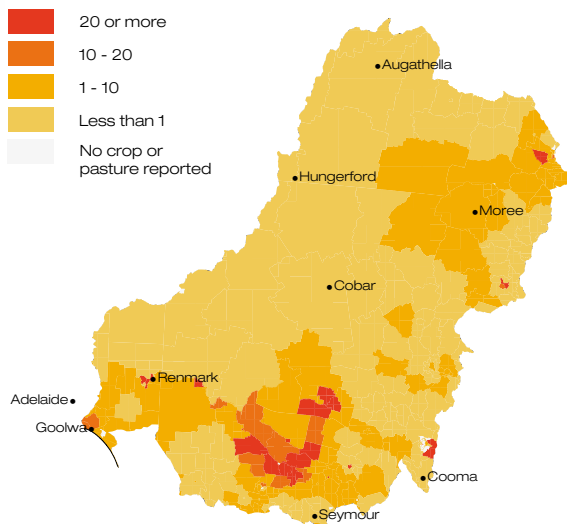 20 or more
10 - 20
1 - 10
Less than 1
No crop or
pasture reported
Augathella
Hungerford
Moree
Cobar
Renmark
Adelaide
Goolwa
Cooma
Seymour